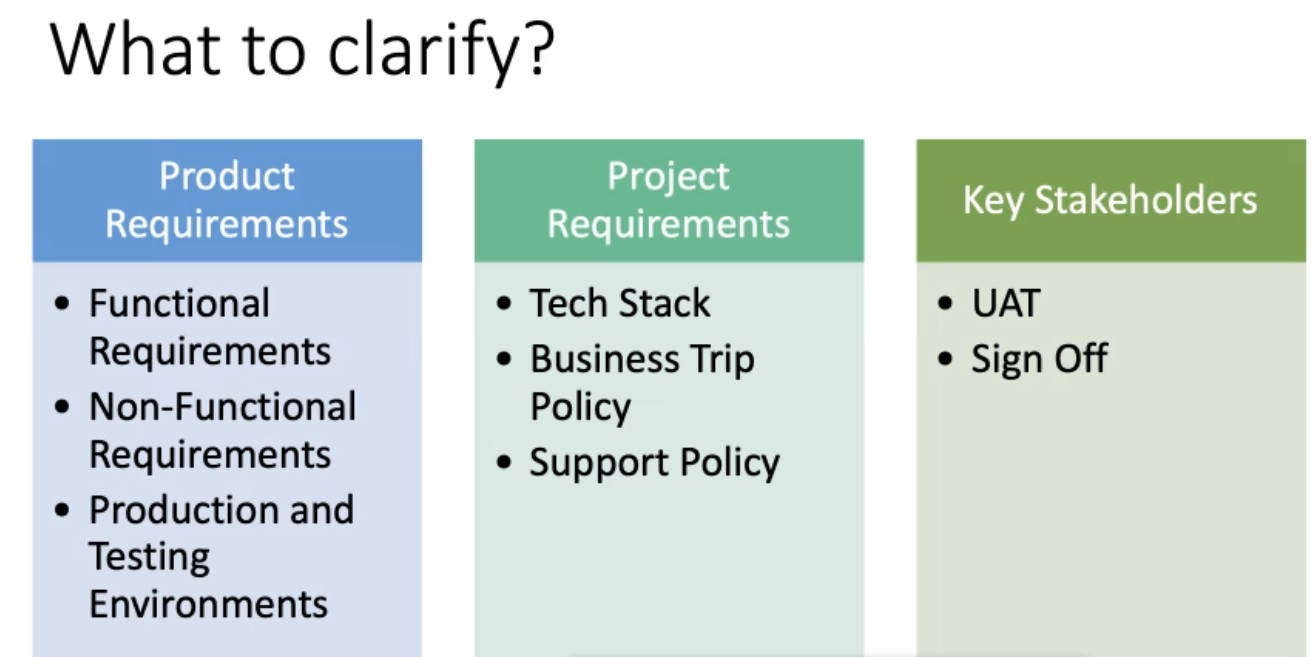 What to clarify?
Product
Requirements
• Functional
Requirements
• Non-Functional
Requirements
• Production and
Testing
Environments
Project
Requirements
• Tech Stack
• Business Trip
Policy
• Support Policy
Key Stakeholders
• UAT
• Sign Off